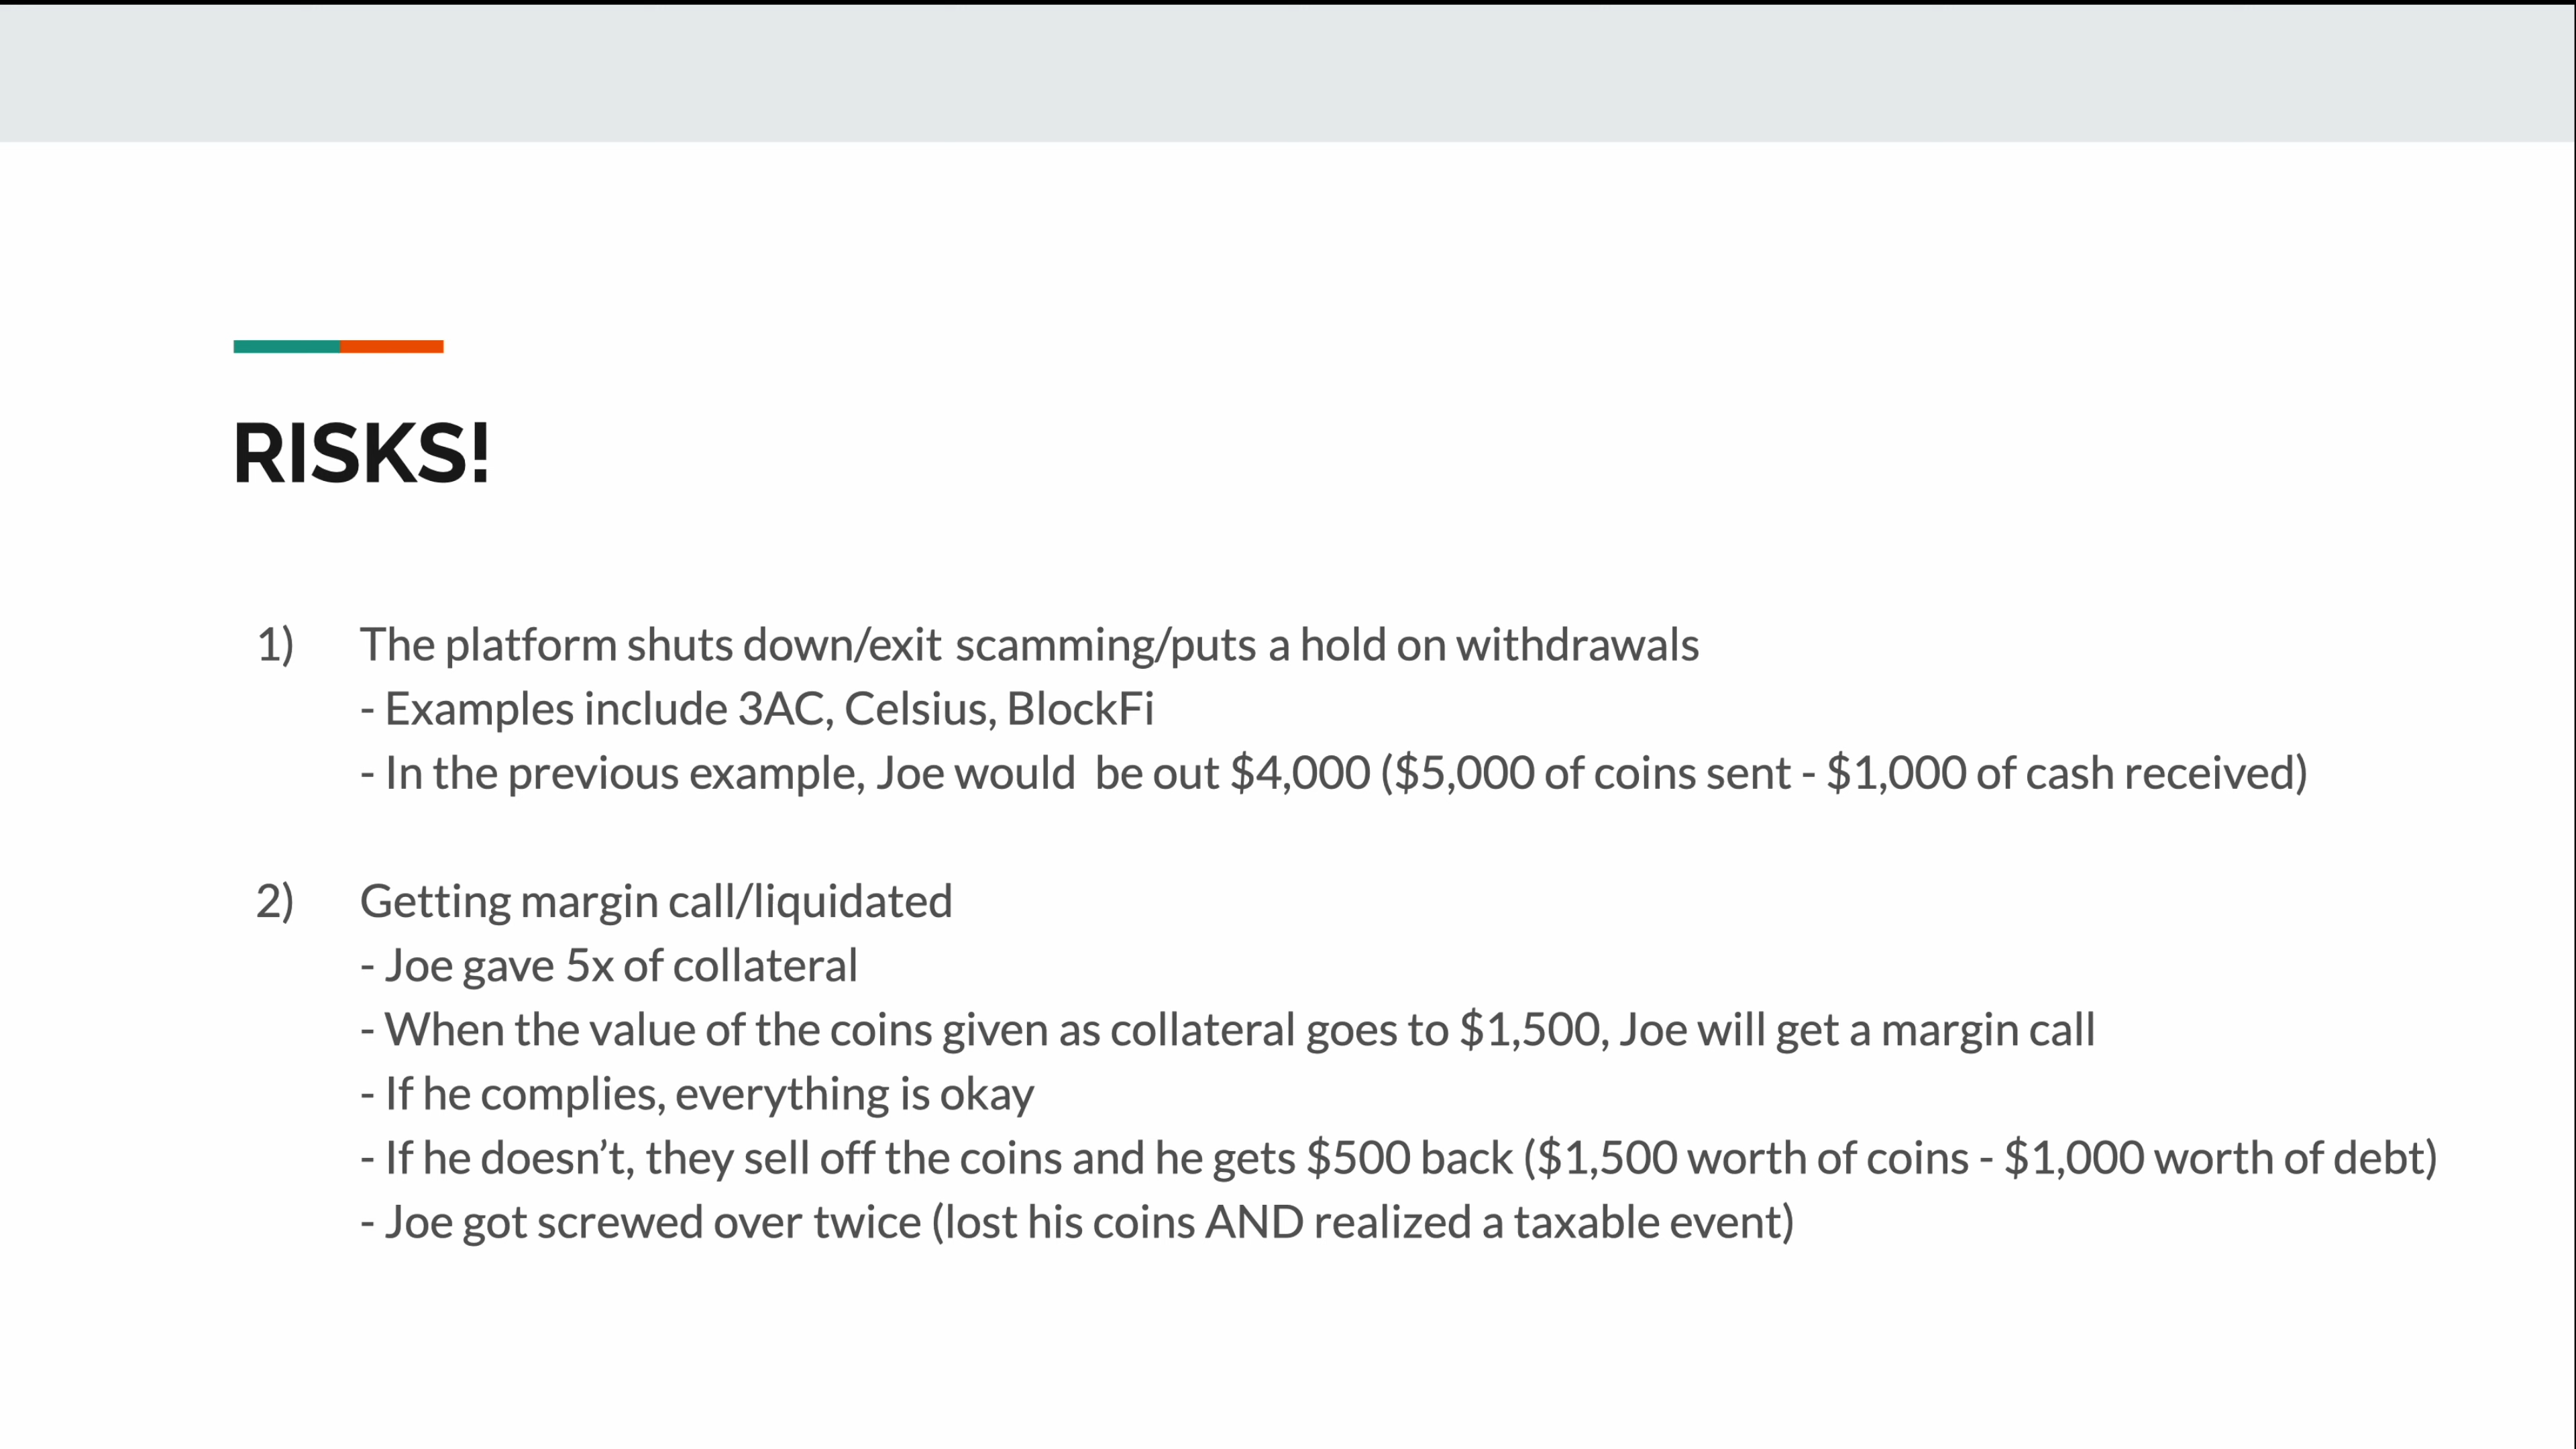 RISKS!
1) The platform shuts down/exit scamming/puts a hold on withdrawals
- Examples include 3AC, Celsius, BlockFi
- In the previous example, Joe would be out $4,000 ($5,000 of coins sent - $1,000 of cash received)
2) Getting margin call/liquidated
- Joe gave 5x of collateral
- When the value of the coins given as collateral goes to $1,500, Joe will get a margin call
- If he complies, everything is okay
- If he doesn’t, they sell off the coins and he gets $500 back ($1,500 worth of coins - $1,000 worth of debt)
- Joe got screwed over twice (lost his coins AND realized a taxable event)